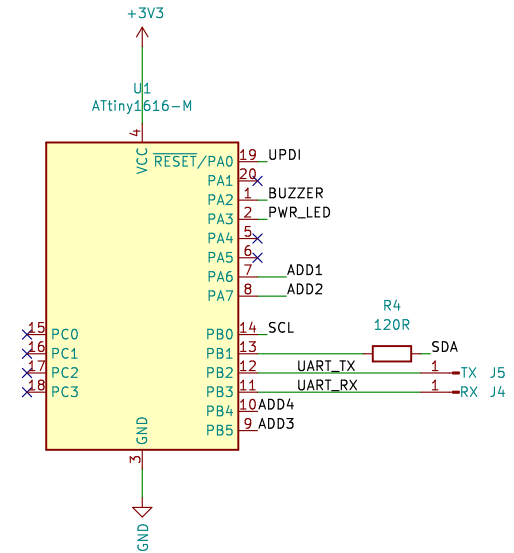 +3V3
U1
ATtiny1616-M
4
VCC
RESET/PA0 19 UPDI
PA1 20
PA2 1 BUZZER
PA3 2 PWR_LED
PA4 5
PA5 6
PA6 7 ADD1
PA7 8 ADD2
R4
120R
15 PC0 PB0 14 SCL
16 PC1 PB1 13 SDA
17 PC2 PB2 12 UART_TX 1 TX J5
18 PC3 PB3 11 UART_RX 1 RX J4
PB4 10 ADD4
PB5 9 ADD3
GND
3
GND